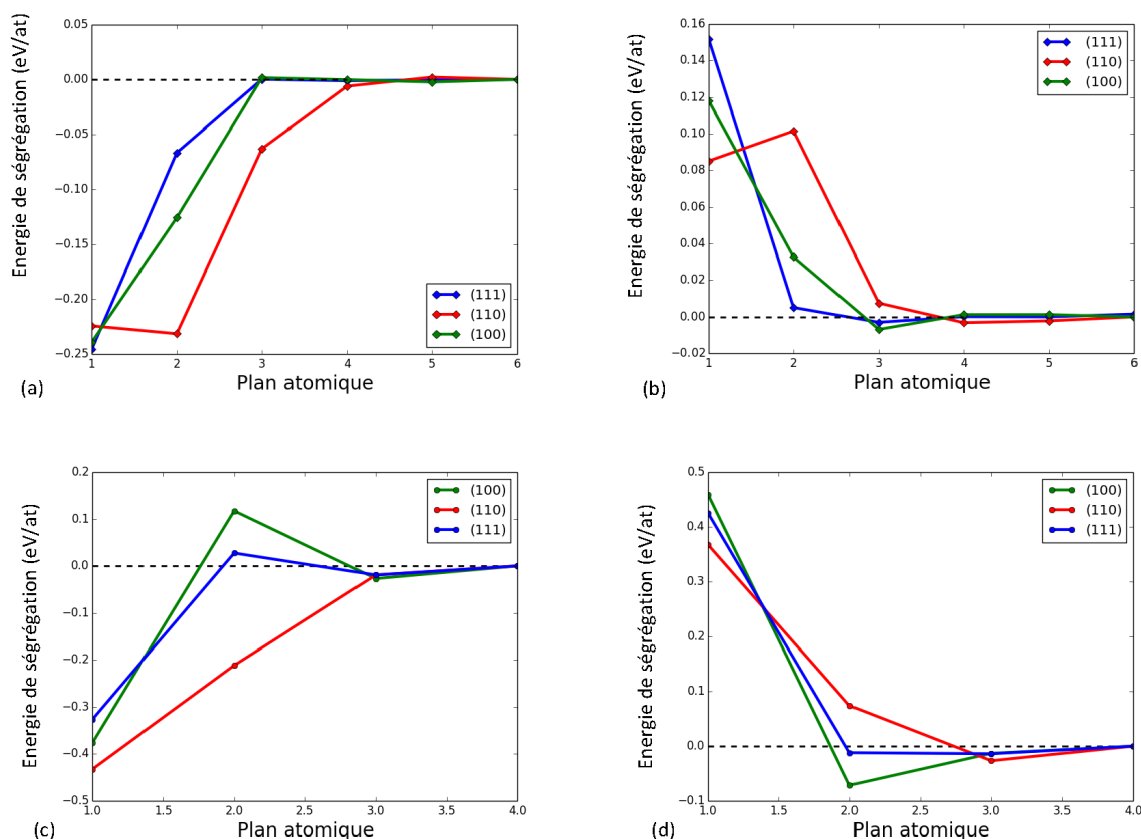 Energie de ségrégation (eV/at)
0.05
0.00
−0.05
−0.10
−0.15
−0.20
−0.25
1 2 3 4 5 6
Plan atomique
(111)
(110)
(100)
(a)
Energie de ségrégation (eV/at)
0.16
0.14
0.12
0.10
0.08
0.06
0.04
0.02
0.00
−0.02
1 2 3 4 5 6
Plan atomique
(111)
(110)
(100)
(b)
Energie de ségrégation (eV/at)
0.2
0.1
0.0
−0.1
−0.2
−0.3
−0.4
−0.5
1.0 1.5 2.0 2.5 3.0 3.5 4.0
Plan atomique
(100)
(110)
(111)
(c)
Energie de ségrégation (eV/at)
0.5
0.4
0.3
0.2
0.1
0.0
−0.1
1.0 1.5 2.0 2.5 3.0 3.5 4.0
Plan atomique
(100)
(110)
(111)
(d)